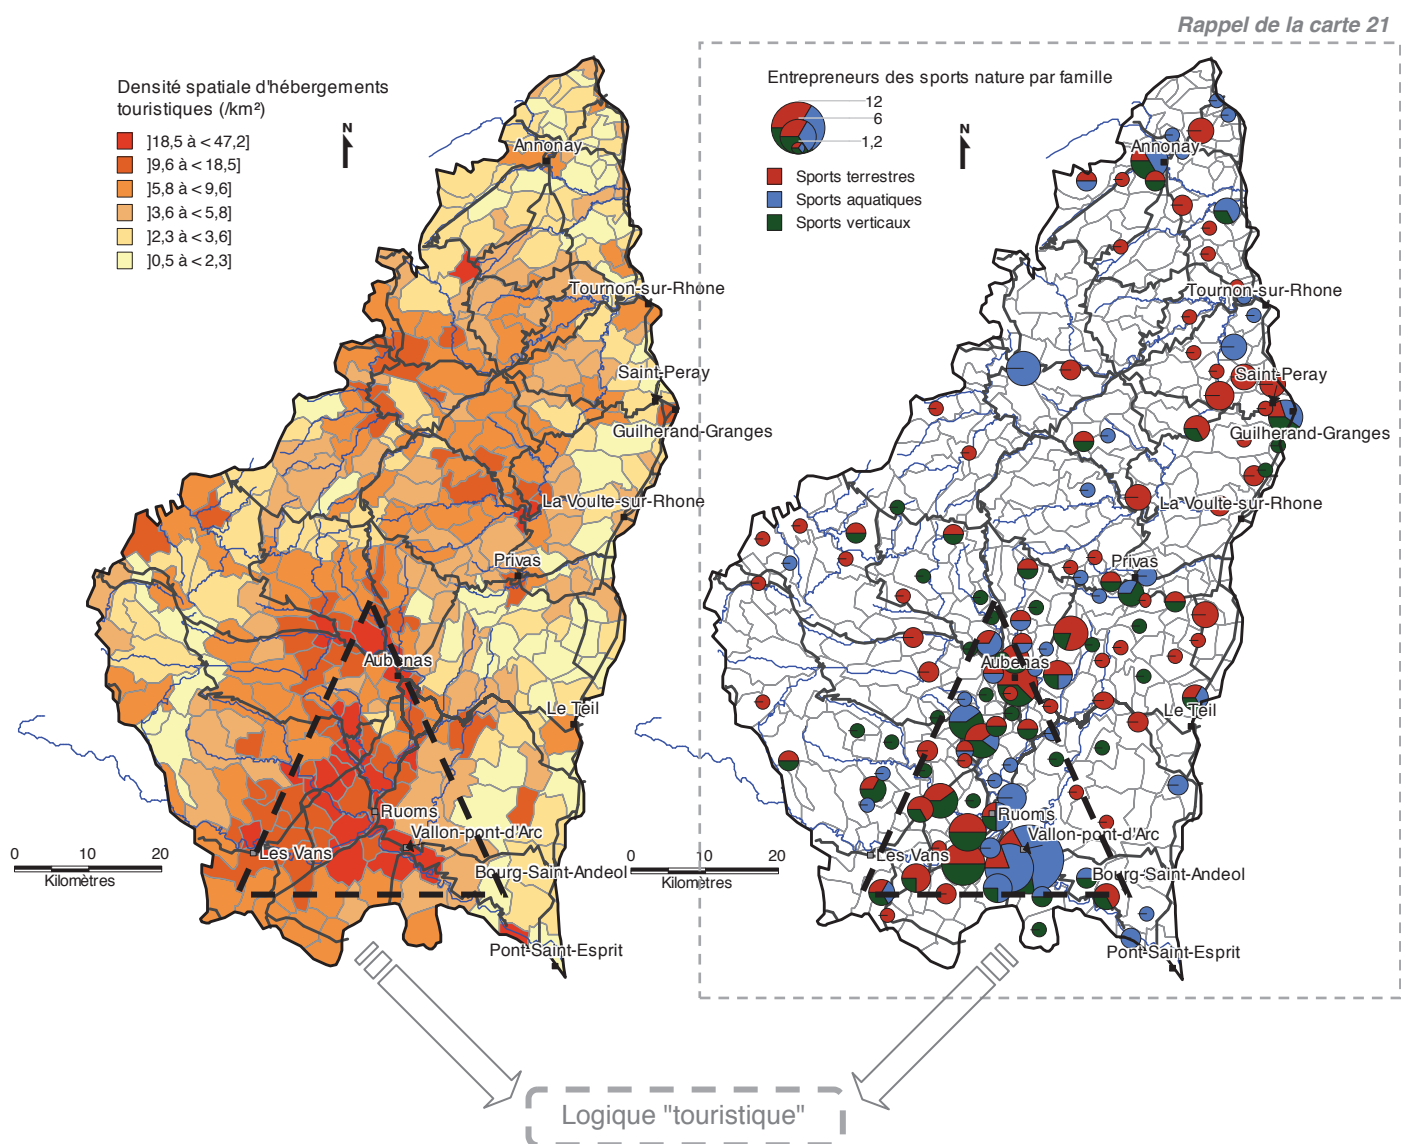 Rappel de la carte 21
Densité spatiale d'hébergements
touristiques (/km²)
]18,5 à < 47,2]
]9,6 à < 18,5]
]5,8 à < 9,6]
]3,6 à < 5,8]
]2,3 à < 3,6]
]0,5 à < 2,3]
N
Annonay
Tournon-sur-Rhone
Saint-Peray
Guilherand-Granges
La Voulte-sur-Rhone
Privas
Aubenas
Le Teil
Ruoms
Vallon-pont-d'Arc
Les Vans
Bourg-Saint-Andeol
Pont-Saint-Esprit
0 10 20
Kilomètres
Entrepreneurs des sports nature par famille
12
6
1,2
Sports terrestres
Sports aquatiques
Sports verticaux
N
Annonay
Tournon-sur-Rhone
Saint-Peray
Guilherand-Granges
La Voulte-sur-Rhone
Privas
Aubenas
Le Teil
Ruoms
Vallon-pont-d'Arc
Les Vans
Bourg-Saint-Andeol
Pont-Saint-Esprit
0 10 20
Kilomètres
Logique "touristique"